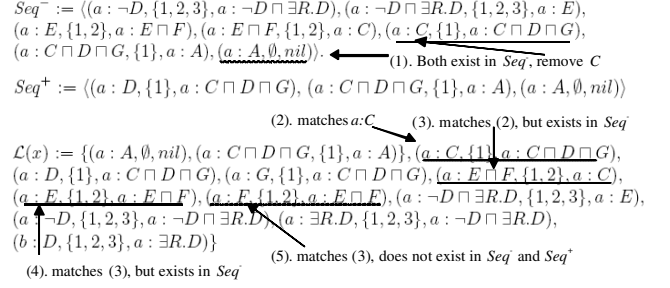 Seq⁻ := ⟨(a : ¬D, {1, 2, 3}, a : ¬D ⊓ ∃R.D), (a : ¬D ⊓ ∃R.D, {1, 2, 3}, a : E),
(a : E, {1, 2}, a : E ⊓ F), (a : E ⊓ F, {1, 2}, a : C), (a : C, {1}, a : C ⊓ D ⊓ G),
(a : C ⊓ D ⊓ G, {1}, a : A), (a : A, ∅, nil)⟩.
(1). Both exist in Seq⁻, remove C
Seq⁺ := ⟨(a : D, {1}, a : C ⊓ D ⊓ G), (a : C ⊓ D ⊓ G, {1}, a : A), (a : A, ∅, nil)⟩
(2). matches a:C (3). matches (2), but exists in Seq⁻
ℒ(x) := {(a : A, ∅, nil), (a : C ⊓ D ⊓ G, {1}, a : A)}, (a : C, {1}, a : C ⊓ D ⊓ G),
(a : D, {1}, a : C ⊓ D ⊓ G), (a : G, {1}, a : C ⊓ D ⊓ G), (a : E ⊓ F, {1, 2}, a : C),
(a : E, {1, 2}, a : E ⊓ F), (a : F, {1, 2}, a : E ⊓ F), (a : ¬D ⊓ ∃R.D, {1, 2, 3}, a : E),
(a : ¬D, {1, 2, 3}, a : ¬D ⊓ ∃R.D), (a : ∃R.D, {1, 2, 3}, a : ¬D ⊓ ∃R.D),
(b : D, {1, 2, 3}, a : ∃R.D)}
(5). matches (3), does not exist in Seq⁻ and Seq⁺
(4). matches (3), but exists in Seq⁻